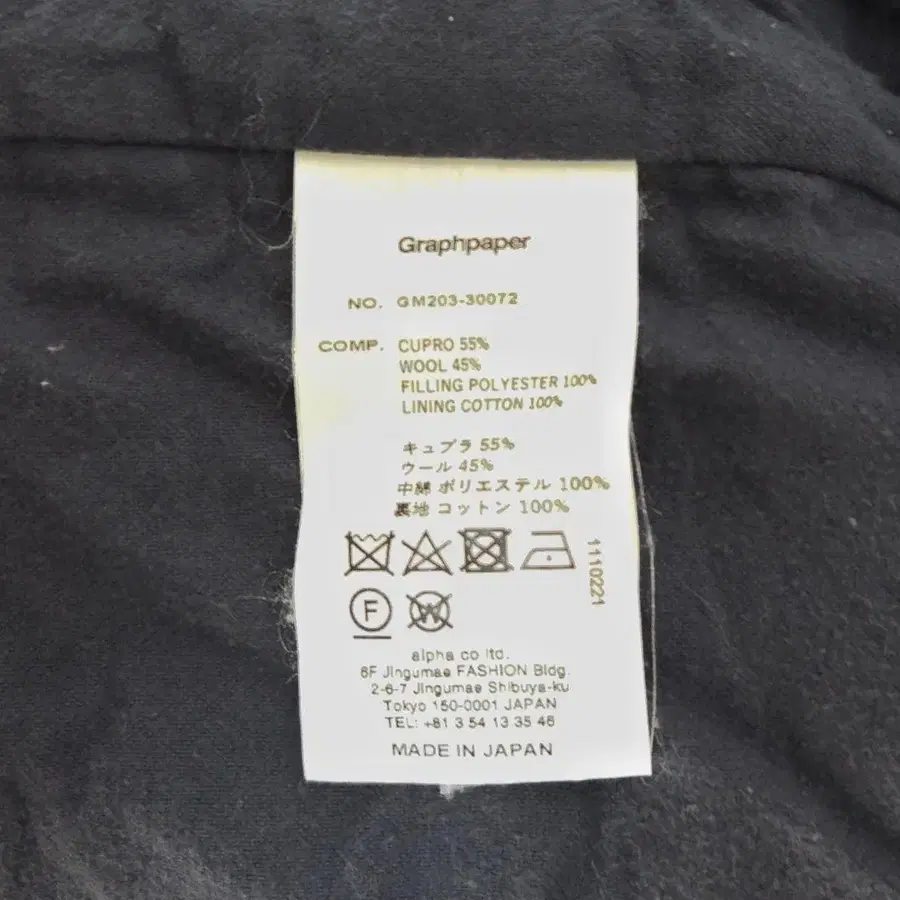 Graphpaper
NO. GM203-30072
COMP. CUPRO 55%
WOOL 45%
FILLING POLYESTER 100%
LINING COTTON 100%
キュプラ 55%
ウール 45%
中綿 ポリエステル 100%
裏地 コットン 100%
1110221
F W
alpha co ltd.
6F Jingumae FASHION Bldg.
2-6-7 Jingumae Shibuya-ku
Tokyo 150-0001 JAPAN
TEL: +81 3 54 13 35 46
MADE IN JAPAN